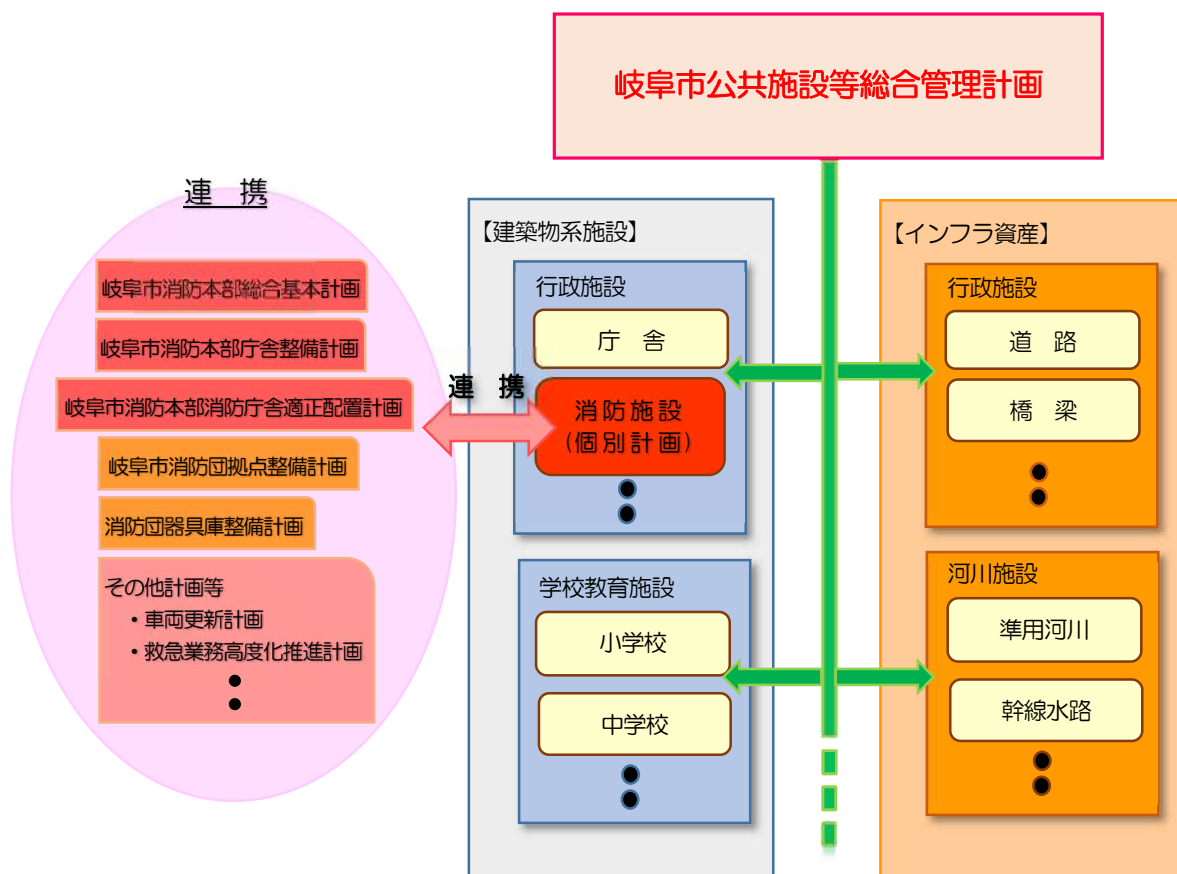 岐阜市公共施設等総合管理計画
連 携
岐阜市消防本部総合基本計画
岐阜市消防本部庁舎整備計画
岐阜市消防本部消防庁舎適正配置計画
岐阜市消防団拠点整備計画
消防団器具庫整備計画
その他計画等
・車両更新計画
・救急業務高度化推進計画
連 携
【建築物系施設】
行政施設
庁 舎
消防施設
(個別計画)
学校教育施設
小学校
中学校
【インフラ資産】
行政施設
道 路
橋 梁
河川施設
準用河川
幹線水路